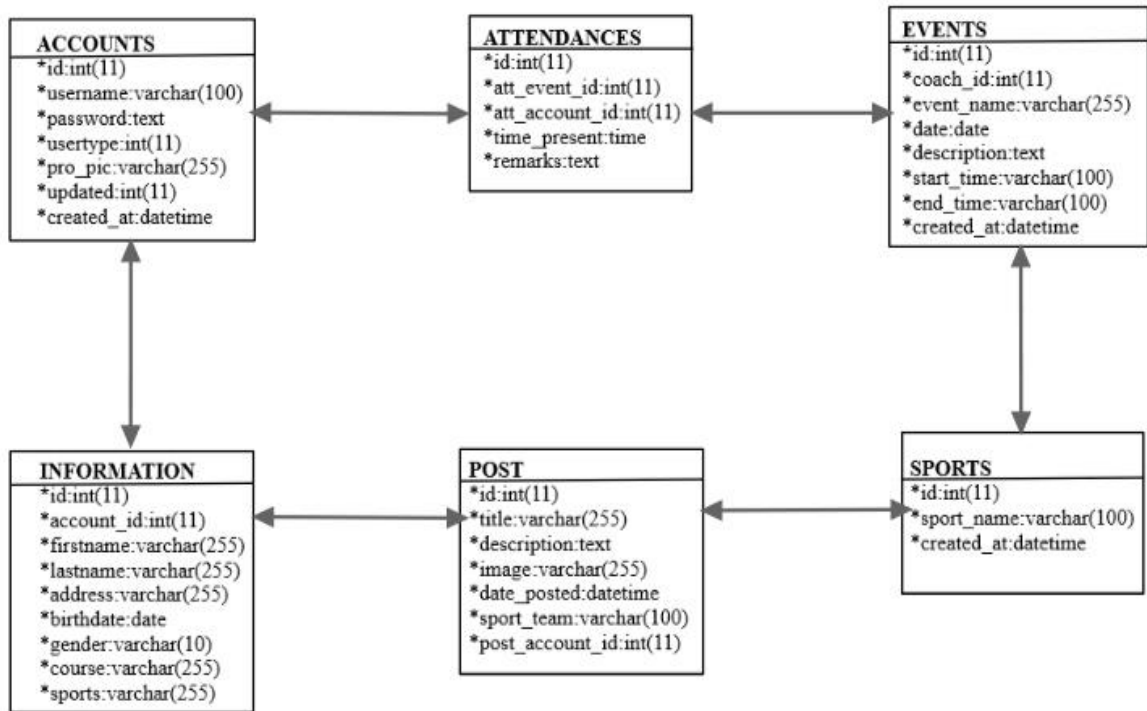 ACCOUNTS
*id:int(11)
*username:varchar(100)
*password:text
*usertype:int(11)
*pro_pic:varchar(255)
*updated:int(11)
*created_at:datetime
ATTENDANCES
*id:int(11)
*att_event_id:int(11)
*att_account_id:int(11)
*time_present:time
*remarks:text
EVENTS
*id:int(11)
*coach_id:int(11)
*event_name:varchar(255)
*date:date
*description:text
*start_time:varchar(100)
*end_time:varchar(100)
*created_at:datetime
INFORMATION
*id:int(11)
*account_id:int(11)
*firstname:varchar(255)
*lastname:varchar(255)
*address:varchar(255)
*birthdate:date
*gender:varchar(10)
*course:varchar(255)
*sports:varchar(255)
POST
*id:int(11)
*title:varchar(255)
*description:text
*image:varchar(255)
*date_posted:datetime
*sport_team:varchar(100)
*post_account_id:int(11)
SPORTS
*id:int(11)
*sport_name:varchar(100)
*created_at:datetime